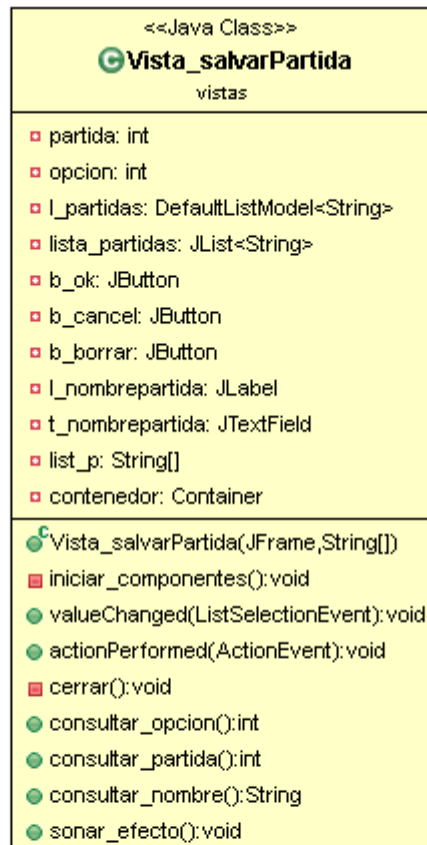 <<Java Class>>
Vista_salvarPartida
vistas
partida: int
opcion: int
l_partidas: DefaultListModel<String>
lista_partidas: JList<String>
b_ok: JButton
b_cancel: JButton
b_borrar: JButton
l_nombrepartida: JLabel
t_nombrepartida: JTextField
list_p: String[]
contenedor: Container
Vista_salvarPartida(JFrame,String[])
iniciar_componentes():void
valueChanged(ListSelectionEvent):void
actionPerformed(ActionEvent):void
cerrar():void
consultar_opcion():int
consultar_partida():int
consultar_nombre():String
sonar_efecto():void